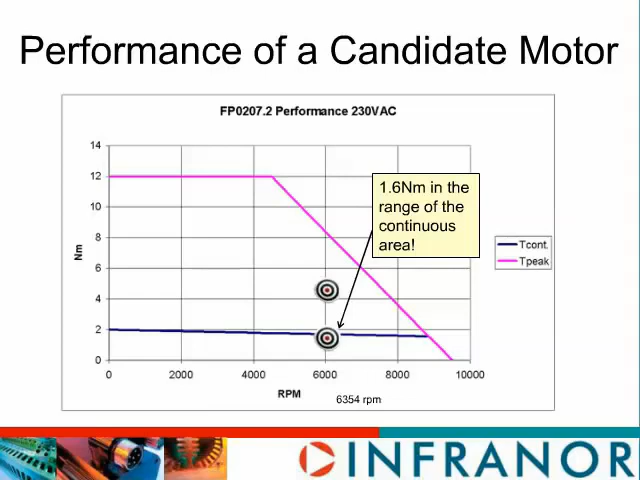 Performance of a Candidate Motor
FP0207.2 Performance 230VAC
14
12
10
8
6
4
2
0
Nm
0 2000 4000 6000 8000 10000
RPM
6354 rpm
1.6Nm in the
range of the
continuous
area!
Tcont.
Tpeak
INFRANOR